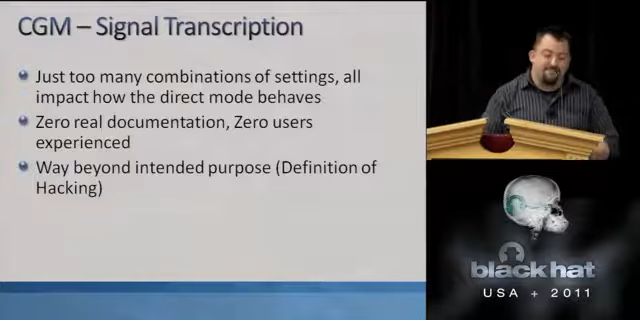 CGM – Signal Transcription
Just too many combinations of settings, all
impact how the direct mode behaves
Zero real documentation, Zero users
experienced
Way beyond intended purpose (Definition of
Hacking)
black hat
USA + 2011